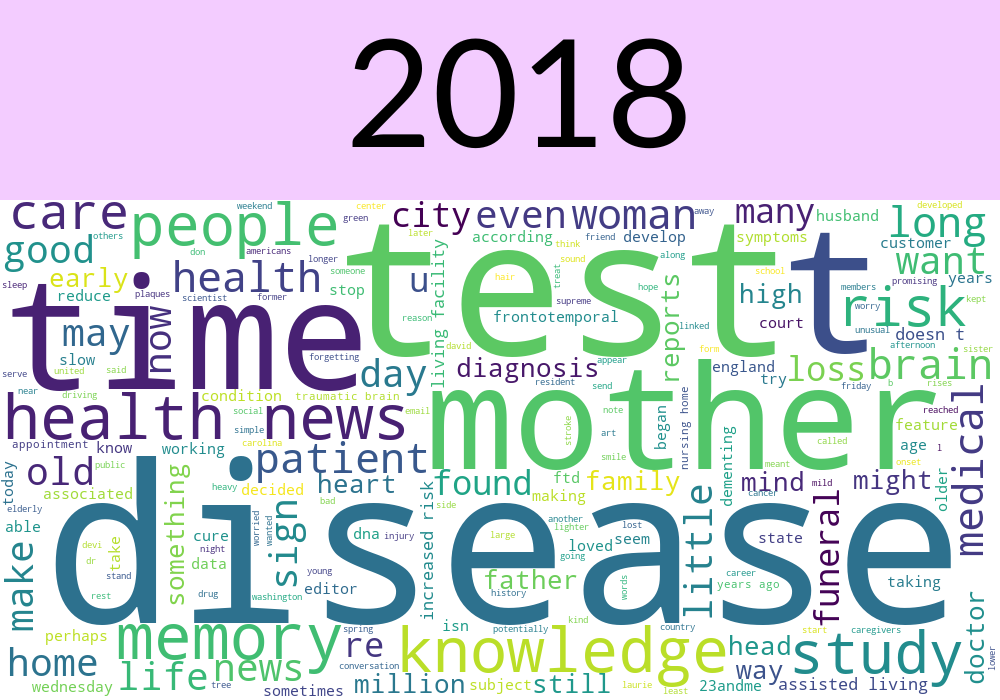 2018
care
people
weekend
center
green
city
even
woman
away
many
husband
developed
long
good
others
don
americans
longer
someone
later
according
think
friend
develop
along
symptoms
customer
want
sleep
early
plaques
health
scientist
former
stop
u
living facility
test
t
sound
treat
hair
hope
reports
school
members
promising
years
reduce
time
now
reason
supreme
frontotemporal
linked
high
court
risk
kept
worry
unusual
doesn t
may
slow
forgetting
david
appear
form
england
afternoon
sister
serve
united
said
day
diagnosis
resident
send
try
loss
brain
near
driving
condition
traumatic brain
friday
b
rises
health news
social
simple
email
mother
note
art
smile
stroke
began
nursing home
called
reached
feature
medical
appointment
know
working
carolina
patient
meant
onset
age
1
today
old
public
heavy
decided
heart
found
ftd
making
family
dementing
mind
cancer
mild
might
older
associated
elderly
able
something
disease
sign
worried
wanted
bad
increased risk
side
another
lighter
lost
little
funeral
cure
night
data
dna
injury
large
going
loved
seem
state
make
devi
dr
take
stand
rest
drug
washington
young
editor
history
father
kind
words
career
years ago
taking
perhaps
memory
spring
isn
potentially
country
start
caregivers
doctor
home
life
news
re
conversation
knowledge
head
way
study
lower
wednesday
tree
sometimes
million
subject
still
laurie
least
23andme
assisted living